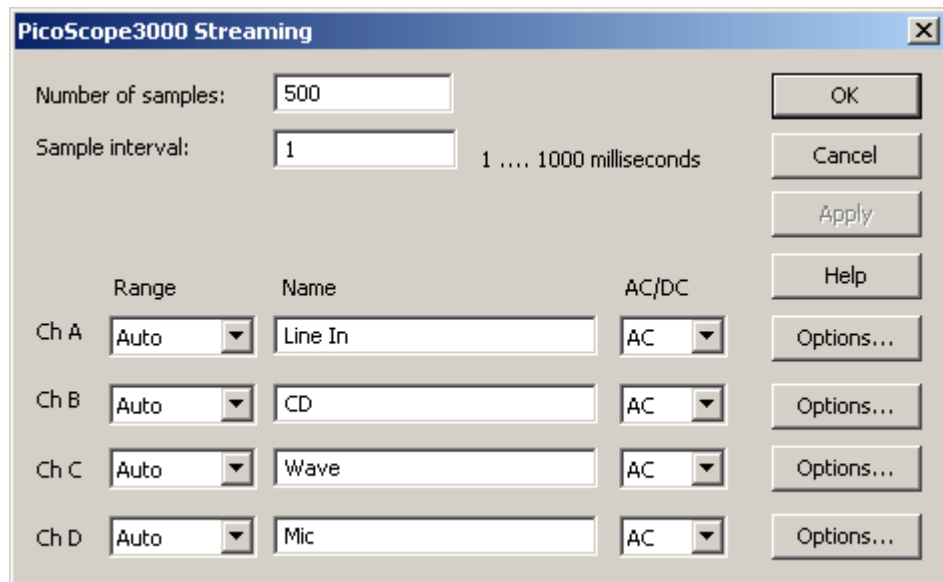 PicoScope3000 Streaming
Number of samples: 500 OK
Sample interval: 1 1 .... 1000 milliseconds Cancel
Apply
Help
Range Name AC/DC
Ch A Auto Line In AC Options...
Ch B Auto CD AC Options...
Ch C Auto Wave AC Options...
Ch D Auto Mic AC Options...